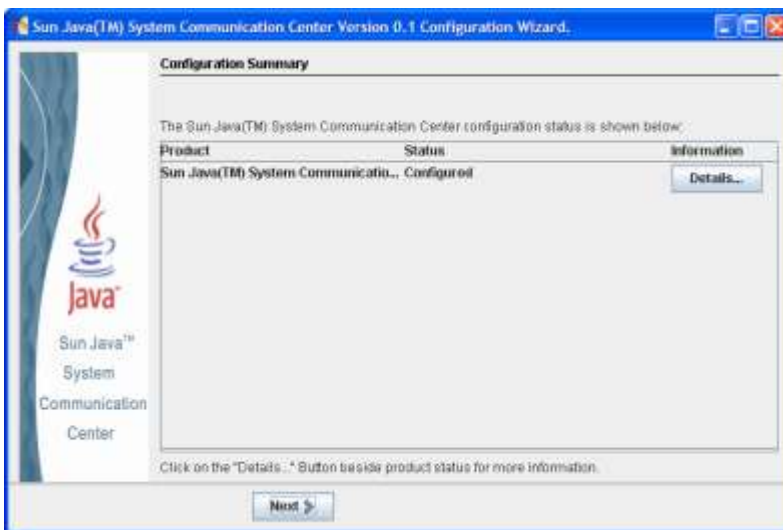 Sun Java(TM) System Communication Center Version 0.1 Configuration Wizard.
Configuration Summary
The Sun Java(TM) System Communication Center configuration status is shown below:
Product Status Information
Sun Java(TM) System Communicatio... Configured Details...
Java™
Sun Java™
System
Communication
Center
Click on the "Details..." Button beside product status for more information.
Next